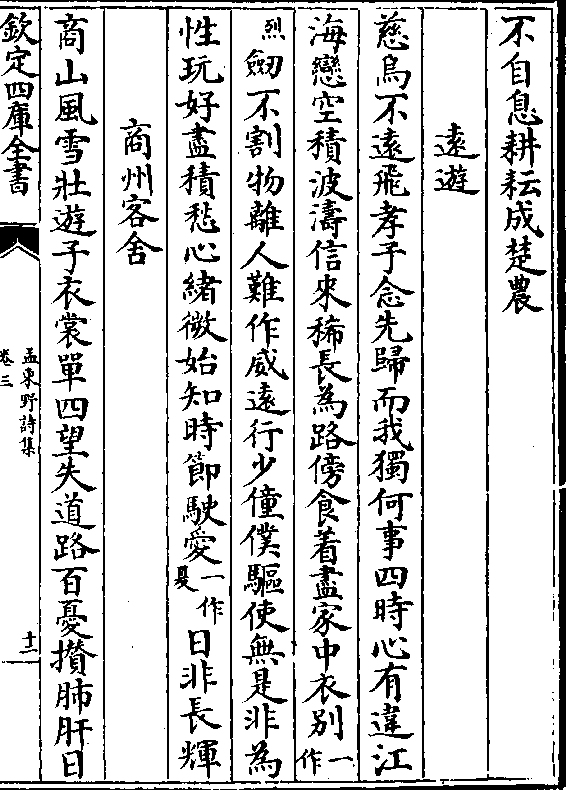 不自息耕耘成楚農
遠遊
慈烏不遠飛孝子念先歸而我獨何事四時心有違江
海戀空積波濤信來稀長為路傍食着盡家中衣別一作
烈劒不割物離人難作威遠行少僮僕驅使無是非為
性玩好盡積愁心緒微始知時節駛愛一作夏日非長輝
商州客舍
商山風雪壯遊子衣裳單四望失道路百憂攢肺肝日
欽定四庫全書
孟東野詩集
卷三
十一